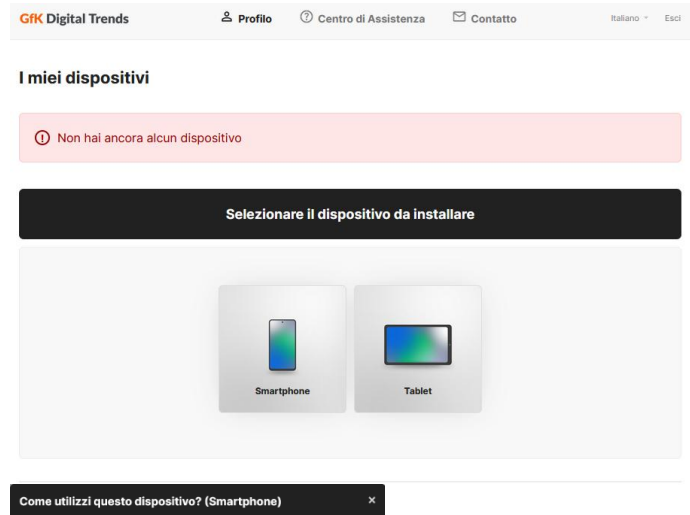 GfK Digital Trends Profilo Centro di Assistenza Contatto Italiano Esci
I miei dispositivi
Non hai ancora alcun dispositivo
Selezionare il dispositivo da installare
Smartphone Tablet
Come utilizzi questo dispositivo? (Smartphone) ×